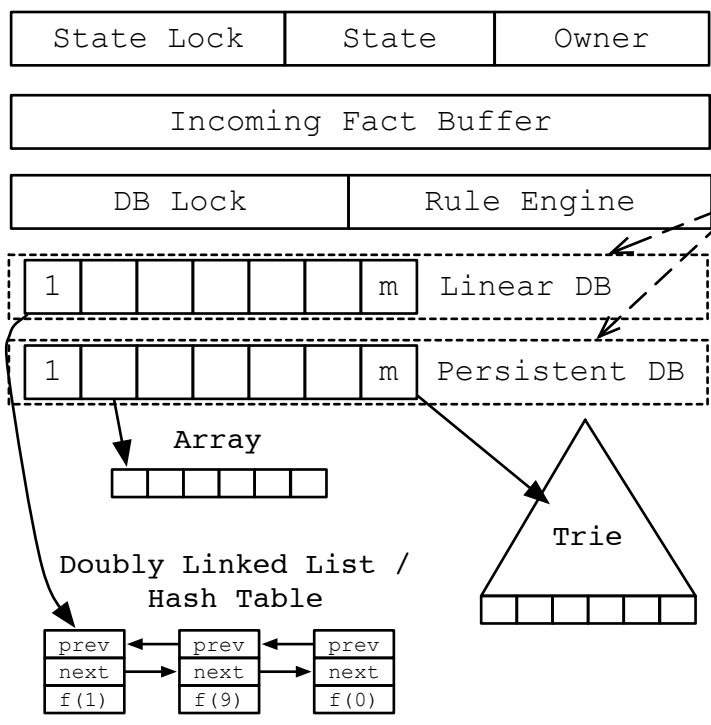 State Lock State Owner
Incoming Fact Buffer
DB Lock Rule Engine
1 m Linear DB
1 m Persistent DB
Array
Trie
Doubly Linked List /
Hash Table
prev prev prev
next next next
f(1) f(9) f(0)